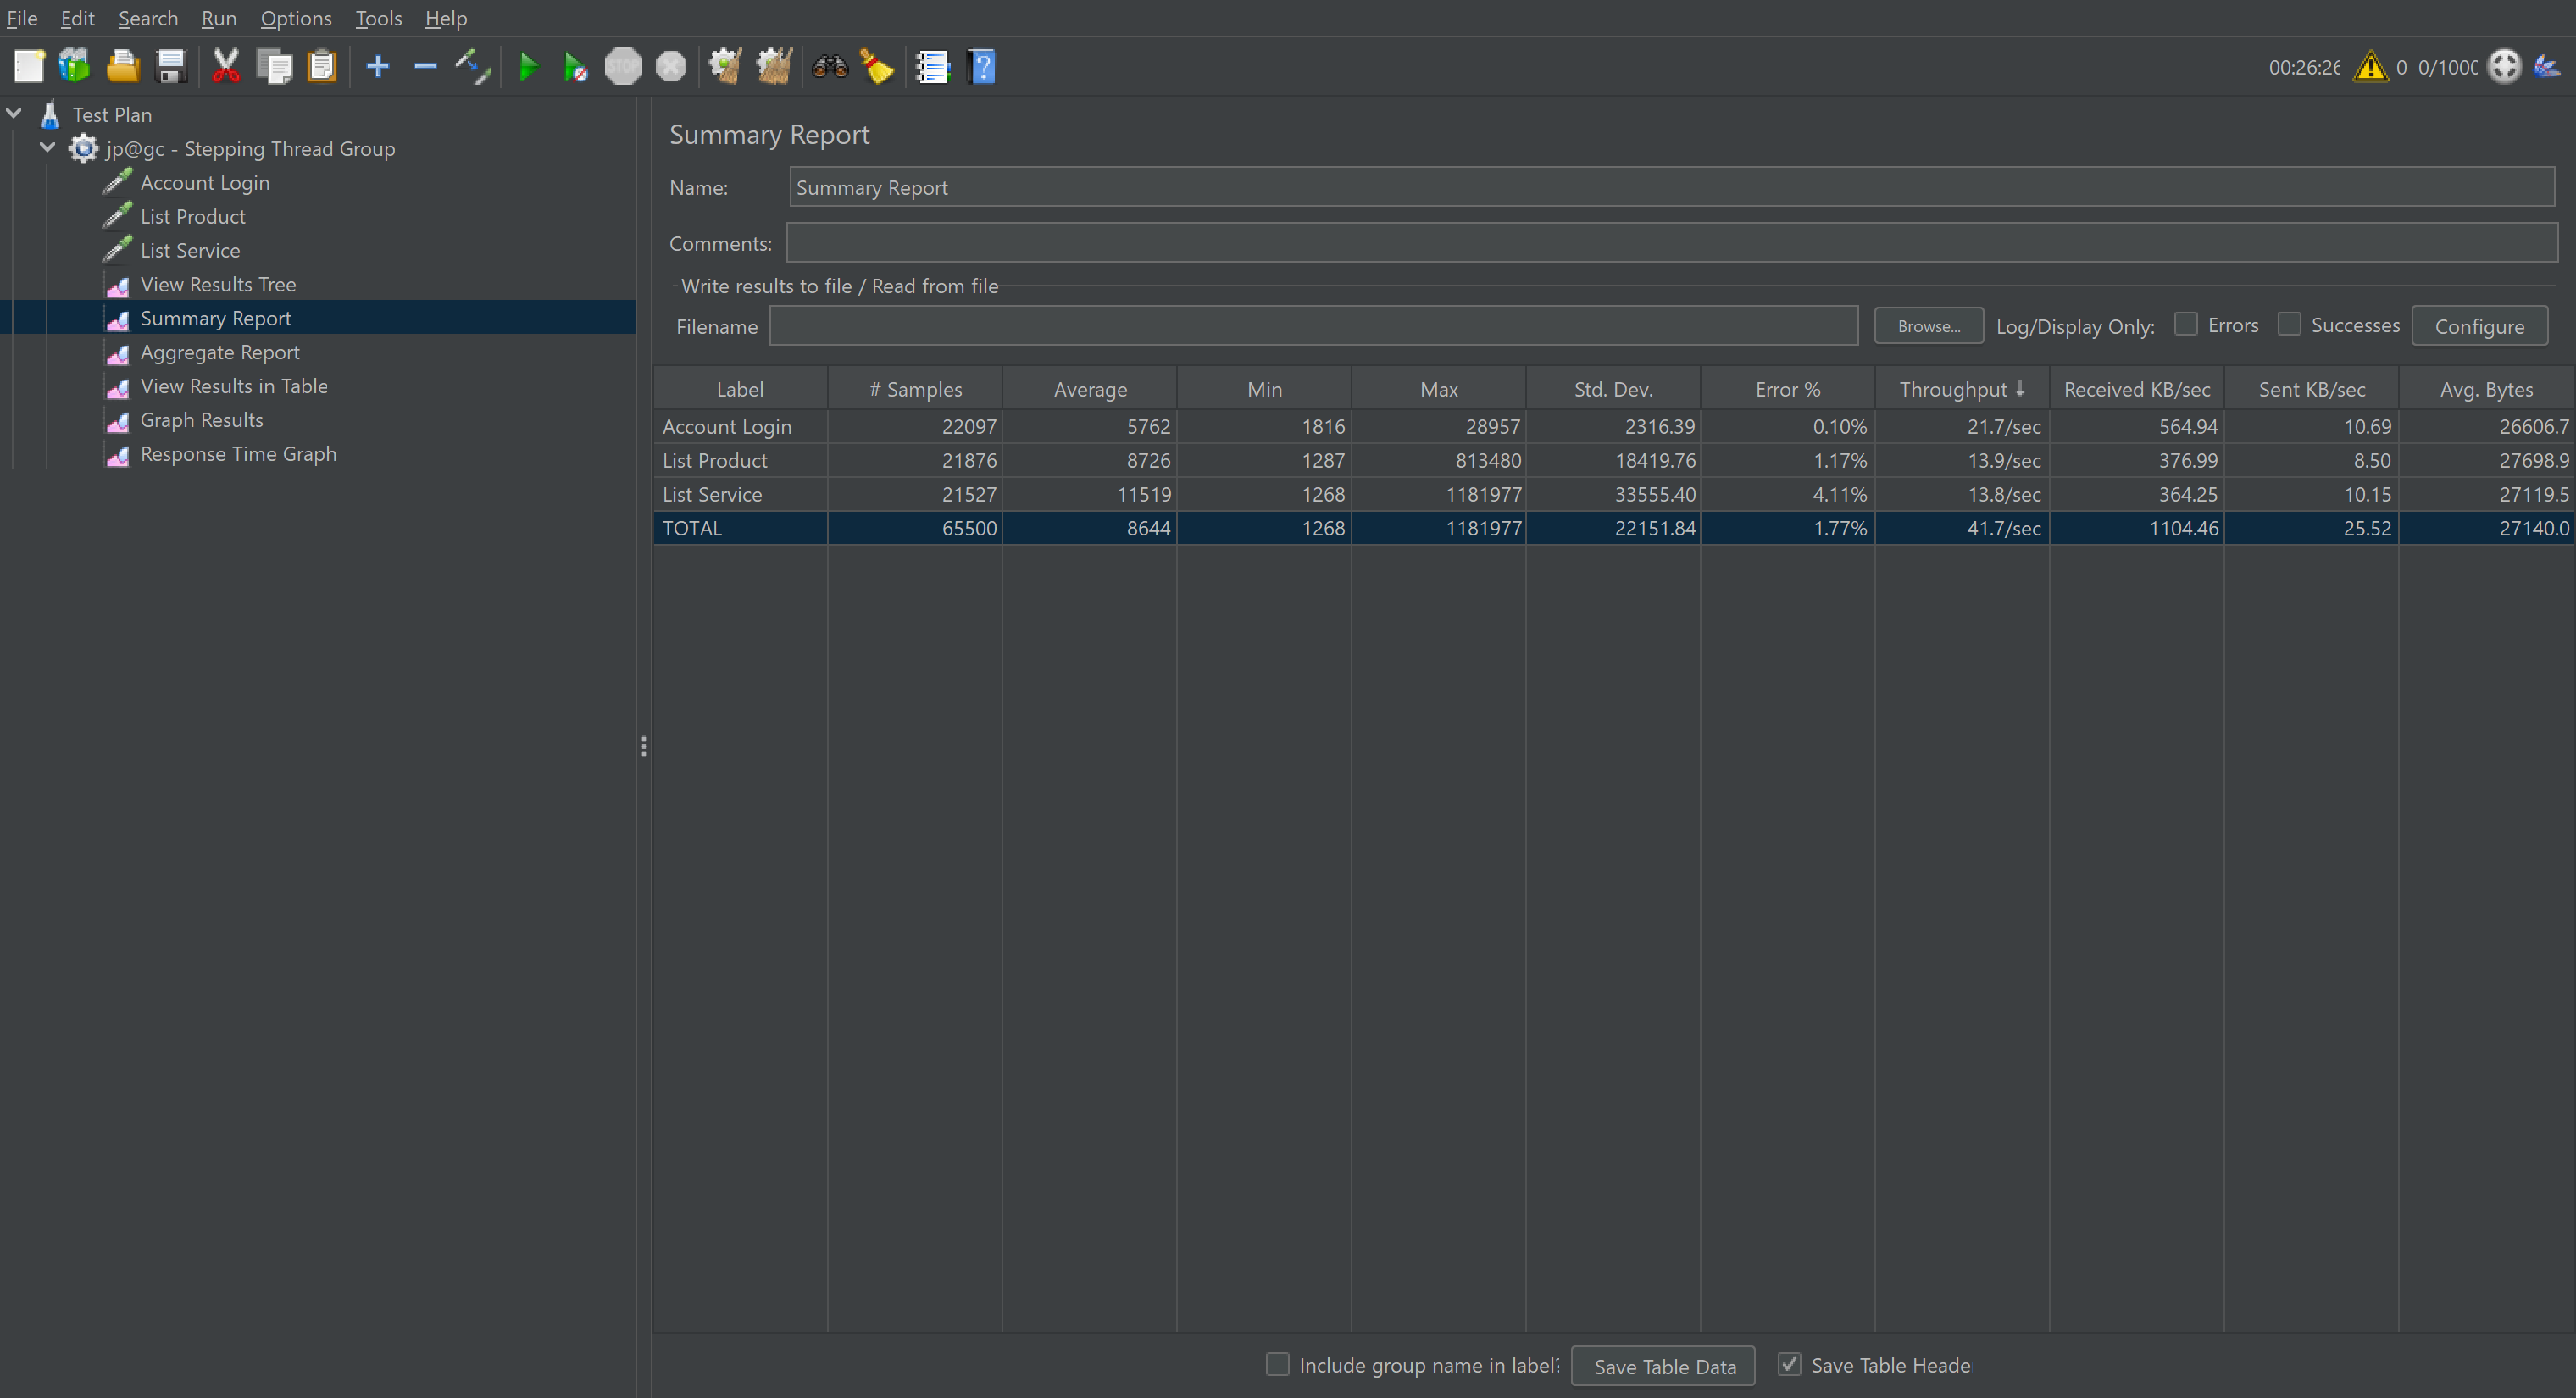 File Edit Search Run Options Tools Help
STOP
00:26:26 0 0/1000
Test Plan
jp@gc - Stepping Thread Group
Account Login
List Product
List Service
View Results Tree
Summary Report
Aggregate Report
View Results in Table
Graph Results
Response Time Graph
Summary Report
Name: Summary Report
Comments:
Write results to file / Read from file
Filename Browse... Log/Display Only: Errors Successes Configure
Label # Samples Average Min Max Std. Dev. Error % Throughput ↓ Received KB/sec Sent KB/sec Avg. Bytes
Account Login 22097 5762 1816 28957 2316.39 0.10% 21.7/sec 564.94 10.69 26606.7
List Product 21876 8726 1287 813480 18419.76 1.17% 13.9/sec 376.99 8.50 27698.9
List Service 21527 11519 1268 1181977 33555.40 4.11% 13.8/sec 364.25 10.15 27119.5
TOTAL 65500 8644 1268 1181977 22151.84 1.77% 41.7/sec 1104.46 25.52 27140.0
Include group name in label? Save Table Data Save Table Heade